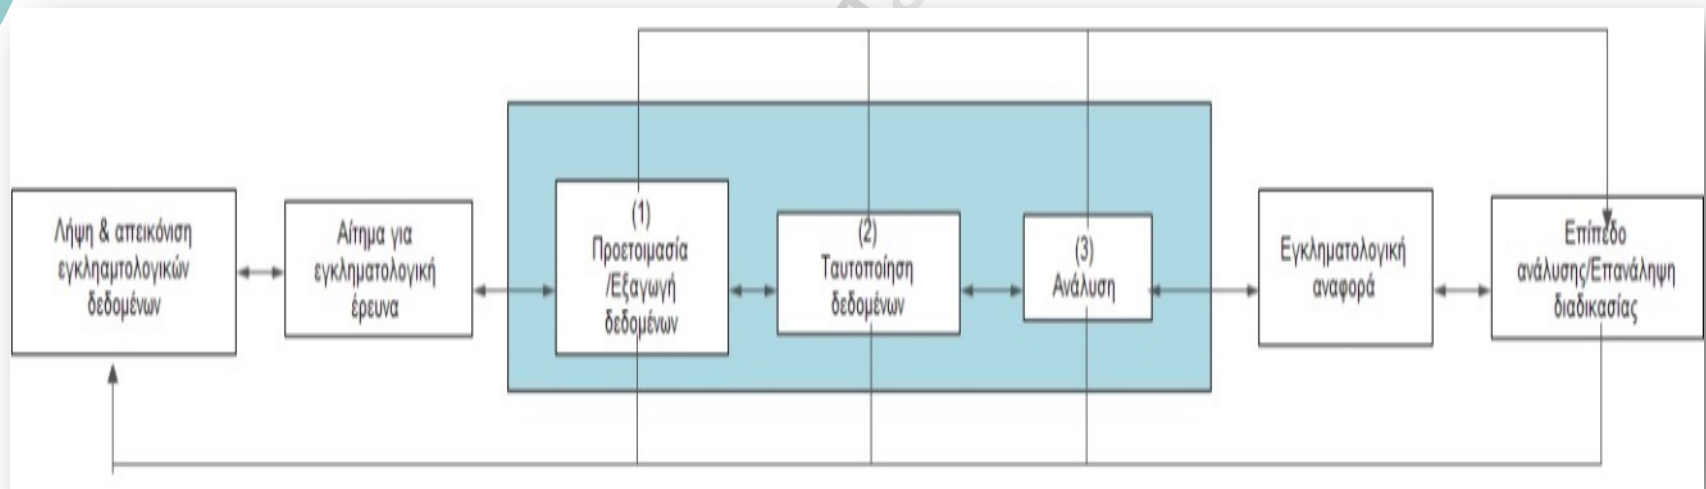 Λήψη & απεικόνιση
εγκληαμτολογικών
δεδομένων
Αίτημα για
εγκληματολογική
έρευνα
(1)
Προετοιμασία
/Εξαγωγή
δεδομένων
(2)
Ταυτοποίηση
δεδομένων
(3)
Ανάλυση
Εγκληματολογική
αναφορά
Επίπεδο
ανάλυσης/Επανάληψη
διαδικασίας